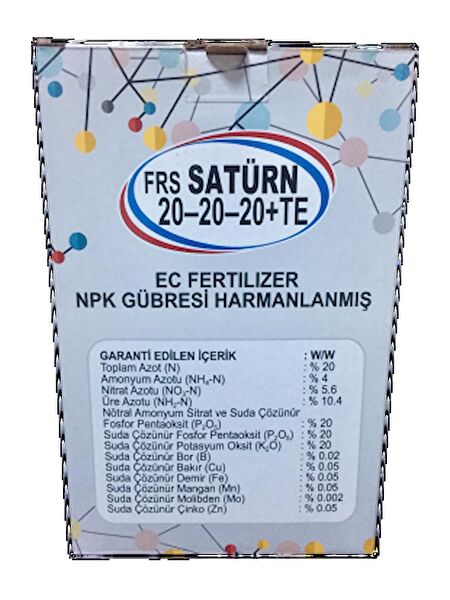 FRS SATÜRN
20–20–20+TE
EC FERTILIZER
NPK GÜBRESİ HARMANLANMIŞ
GARANTİ EDİLEN İÇERİK : W/W
Toplam Azot (N) : % 20
Amonyum Azotu (NH₄-N) : % 4
Nitrat Azotu (NO₃-N) : % 5.6
Üre Azotu (NH₂-N) : % 10.4
Nötral Amonyum Sitrat ve Suda Çözünür
Fosfor Pentaoksit (P₂O₅) : % 20
Suda Çözünür Fosfor Pentaoksit (P₂O₅) : % 20
Suda Çözünür Potasyum Oksit (K₂O) : % 20
Suda Çözünür Bor (B) : % 0.02
Suda Çözünür Bakır (Cu) : % 0.05
Suda Çözünür Demir (Fe) : % 0.05
Suda Çözünür Mangan (Mn) : % 0.05
Suda Çözünür Molibden (Mo) : % 0.002
Suda Çözünür Çinko (Zn) : % 0.05